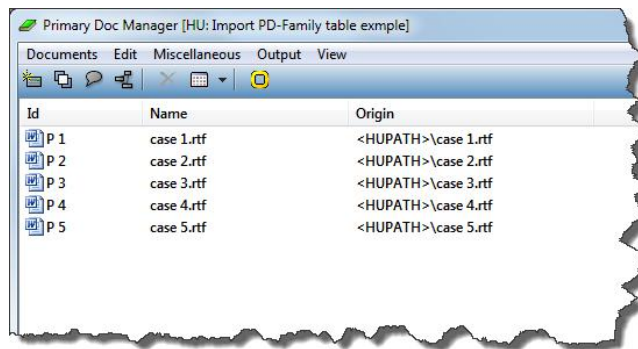 Primary Doc Manager [HU: Import PD-Family table exmple]
Documents Edit Miscellaneous Output View
Id Name Origin
P 1 case 1.rtf <HUPATH>\case 1.rtf
P 2 case 2.rtf <HUPATH>\case 2.rtf
P 3 case 3.rtf <HUPATH>\case 3.rtf
P 4 case 4.rtf <HUPATH>\case 4.rtf
P 5 case 5.rtf <HUPATH>\case 5.rtf